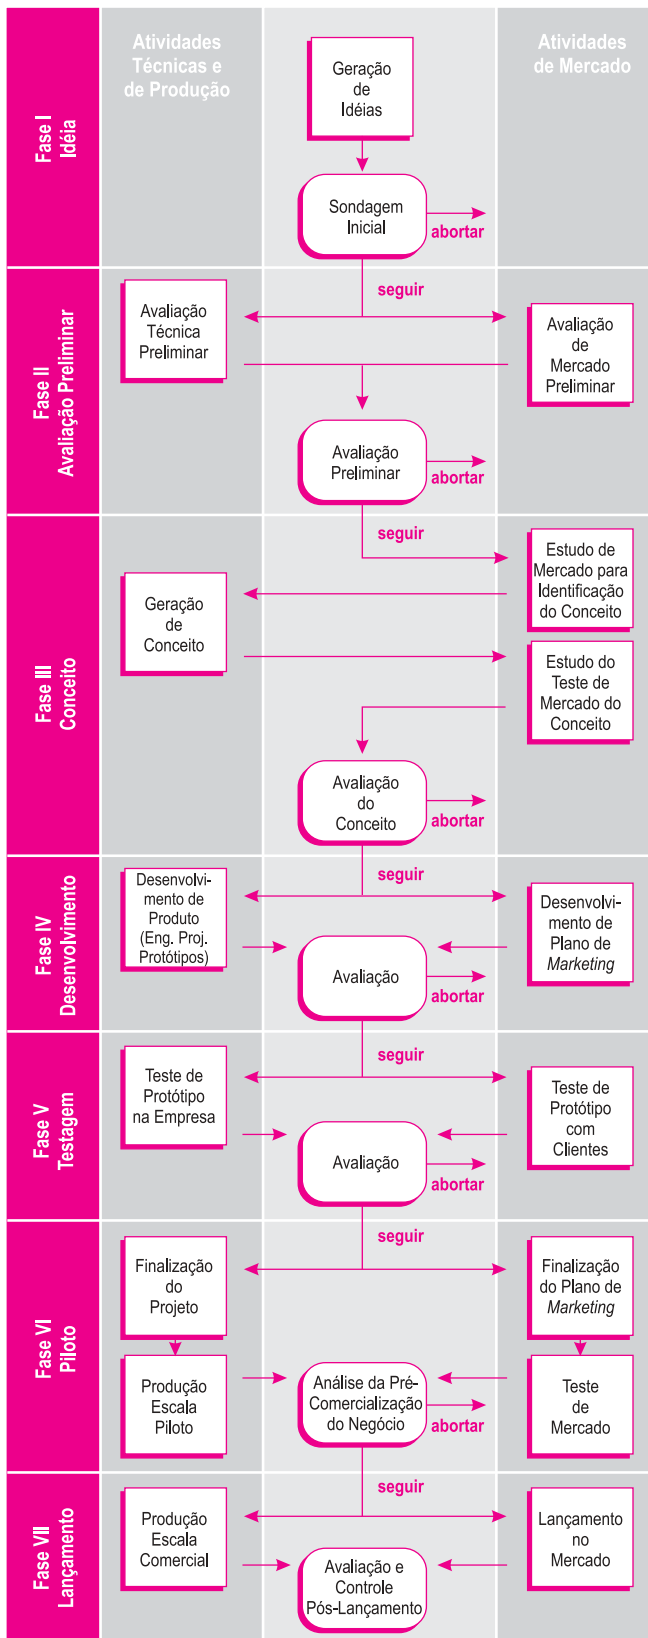 Atividades
Técnicas e
de Produção
Atividades
de Mercado
Fase I
Idéia
Geração
de
Idéias
Sondagem
Inicial
abortar
seguir
Fase II
Avaliação Preliminar
Avaliação
Técnica
Preliminar
Avaliação
de
Mercado
Preliminar
Avaliação
Preliminar
abortar
seguir
Fase III
Conceito
Estudo de
Mercado para
Identificação
do Conceito
Geração
de
Conceito
Estudo do
Teste de
Mercado do
Conceito
Avaliação
do
Conceito
abortar
seguir
Fase IV
Desenvolvimento
Desenvolvi-
mento de
Produto
(Eng. Proj.
Protótipos)
Desenvolvi-
mento de
Plano de
Marketing
Avaliação
abortar
seguir
Fase V
Testagem
Teste de
Protótipo
na Empresa
Teste de
Protótipo
com
Clientes
Avaliação
abortar
seguir
Fase VI
Piloto
Finalização
do
Projeto
Finalização
do Plano de
Marketing
Produção
Escala
Piloto
Análise da Pré-
Comercialização
do Negócio
abortar
Teste
de
Mercado
seguir
Fase VII
Lançamento
Produção
Escala
Comercial
Lançamento
no
Mercado
Avaliação e
Controle
Pós-Lançamento